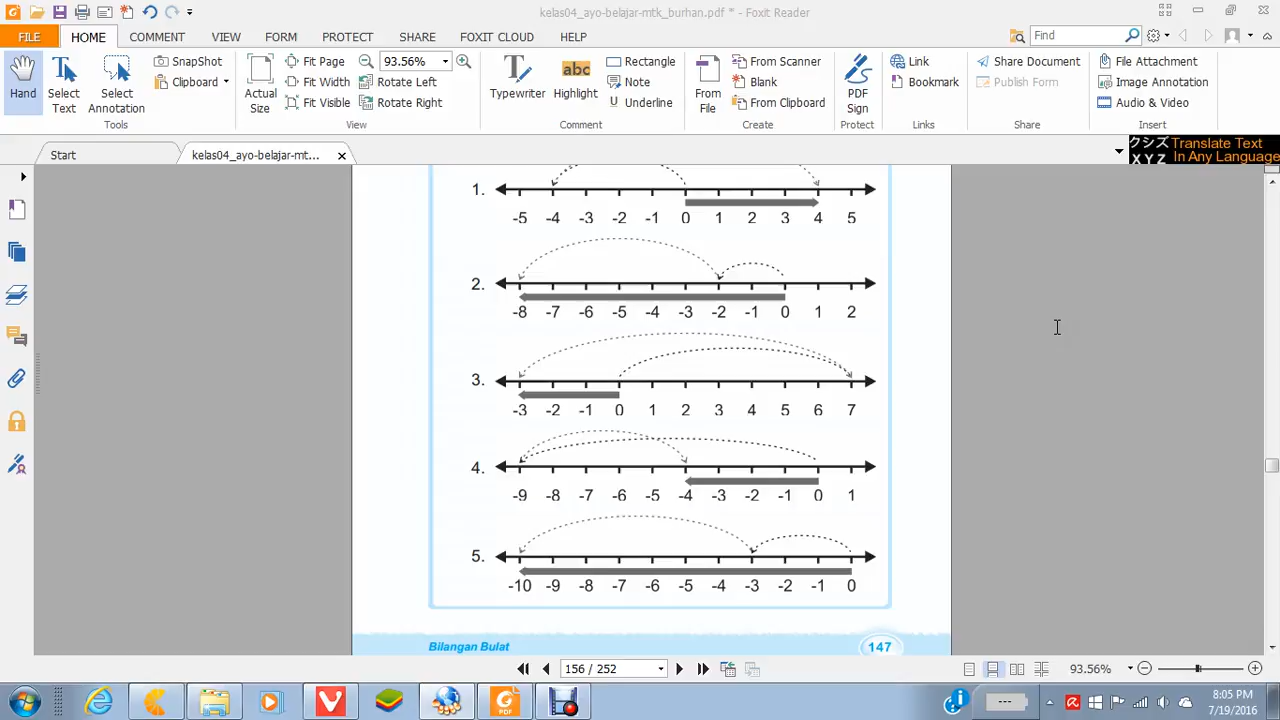 kelas04_ayo-belajar-mtk_burhan.pdf * - Foxit Reader
FILE HOME COMMENT VIEW FORM PROTECT SHARE FOXIT CLOUD HELP Find
Hand
Select Text
Select Annotation
SnapShot
Clipboard
Tools
Actual Size
Fit Page
Fit Width
Fit Visible
93.56%
Rotate Left
Rotate Right
View
Typewriter
Highlight
Rectangle
Note
Underline
Comment
From File
From Scanner
Blank
From Clipboard
Create
PDF Sign
Protect
Link
Bookmark
Links
Share Document
Publish Form
Share
File Attachment
Image Annotation
Audio & Video
Insert
Start
kelas04_ayo-belajar-mt...
クシズ Translate Text
XYZ In Any Language
1.
-5 -4 -3 -2 -1 0 1 2 3 4 5
2.
-8 -7 -6 -5 -4 -3 -2 -1 0 1 2
3.
-3 -2 -1 0 1 2 3 4 5 6 7
4.
-9 -8 -7 -6 -5 -4 -3 -2 -1 0 1
5.
-10 -9 -8 -7 -6 -5 -4 -3 -2 -1 0
Bilangan Bulat 147
156 / 252
93.56%
8:05 PM
7/19/2016